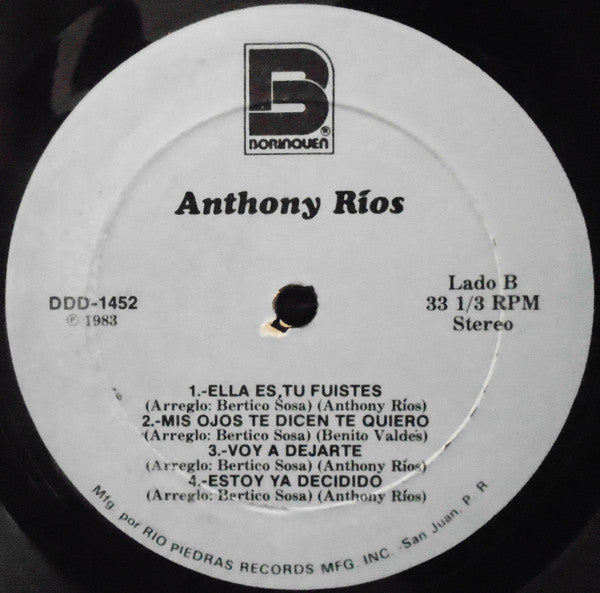 B
BORINQUEN ®
Anthony Ríos
DDD-1452
℗ 1983
Lado B
33 1/3 RPM
Stereo
1.-ELLA ES, TU FUISTES
(Arreglo: Bertico Sosa) (Anthony Ríos)
2.-MIS OJOS TE DICEN TE QUIERO
(Arreglo: Bertico Sosa) (Benito Valdes)
3.-VOY A DEJARTE
(Arreglo: Bertico Sosa) (Anthony Ríos)
4.-ESTOY YA DECIDIDO
(Arreglo: Bertico Sosa) (Anthony Ríos)
Mfg. por RIO PIEDRAS RECORDS MFG. INC. -San Juan, P. R